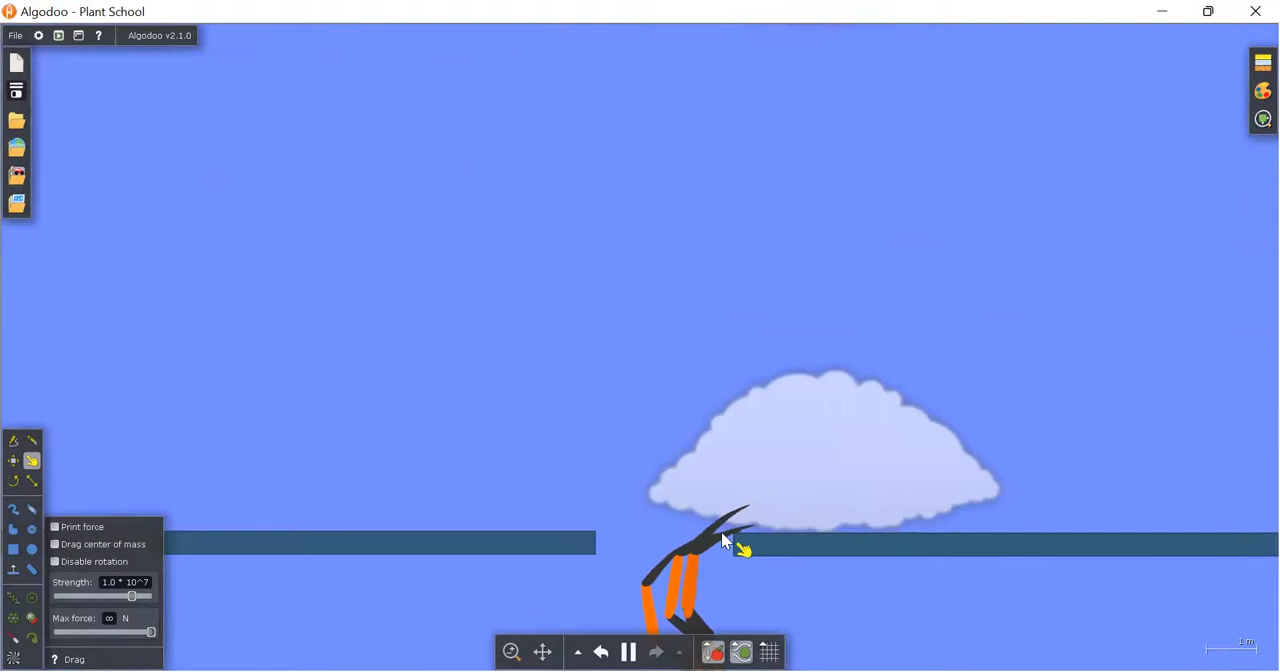 Algodoo - Plant School
File ? Algodoo v2.1.0
Print force
Drag center of mass
Disable rotation
Strength: 1.0 * 10^7
Max force: ∞ N
? Drag
1 m